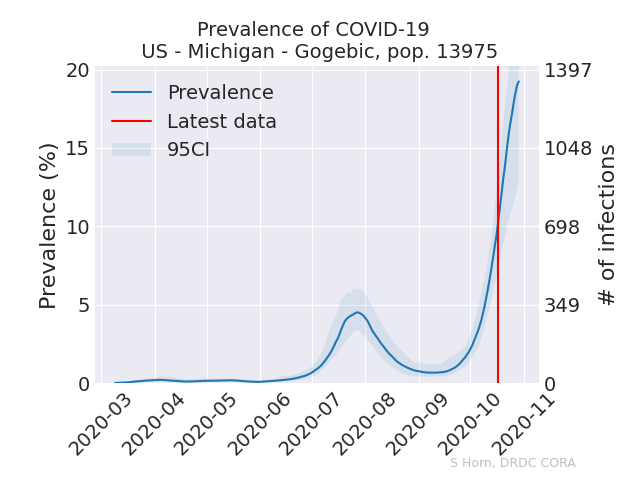 Prevalence of COVID-19
US - Michigan - Gogebic, pop. 13975
Prevalence
Latest data
95CI
20
15
10
5
0
Prevalence (%)
1397
1048
698
349
0
# of infections
2020-03
2020-04
2020-05
2020-06
2020-07
2020-08
2020-09
2020-10
2020-11
S Horn, DRDC CORA